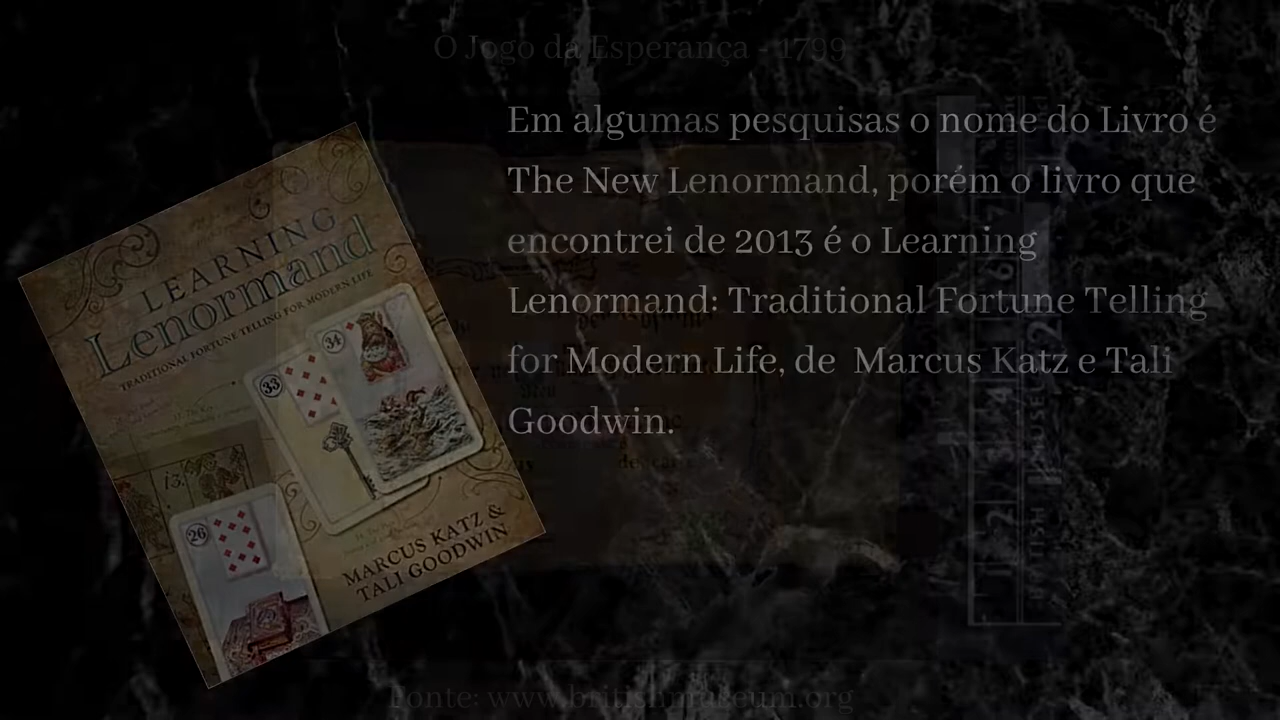 O Jogo da Esperança - 1799
Em algumas pesquisas o nome do Livro é
The New Lenormand, porém o livro que
encontrei de 2013 é o Learning
Lenormand: Traditional Fortune Telling
for Modern Life, de Marcus Katz e Tali
Goodwin.
LEARNING
Lenormand
TRADITIONAL FORTUNE TELLING FOR MODERN LIFE
34
33
13.
26
MARCUS KATZ &
TALI GOODWIN
Fonte: www.britishmuseum.org